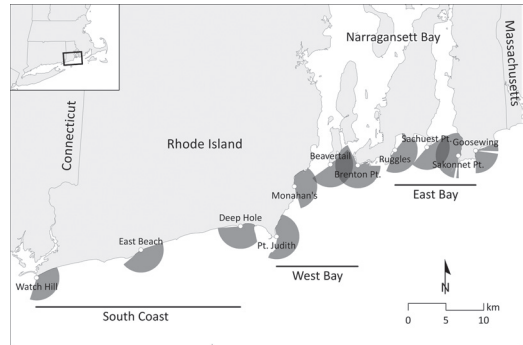 Narragansett Bay
Massachusetts
Connecticut
Rhode Island
Sachuest Pt.
Goosewing
Beavertail
Ruggles
Brenton Pt.
Sakonnet Pt.
East Bay
Monahan's
Deep Hole
East Beach
Pt. Judith
West Bay
Watch Hill
South Coast
N
km
0 5 10